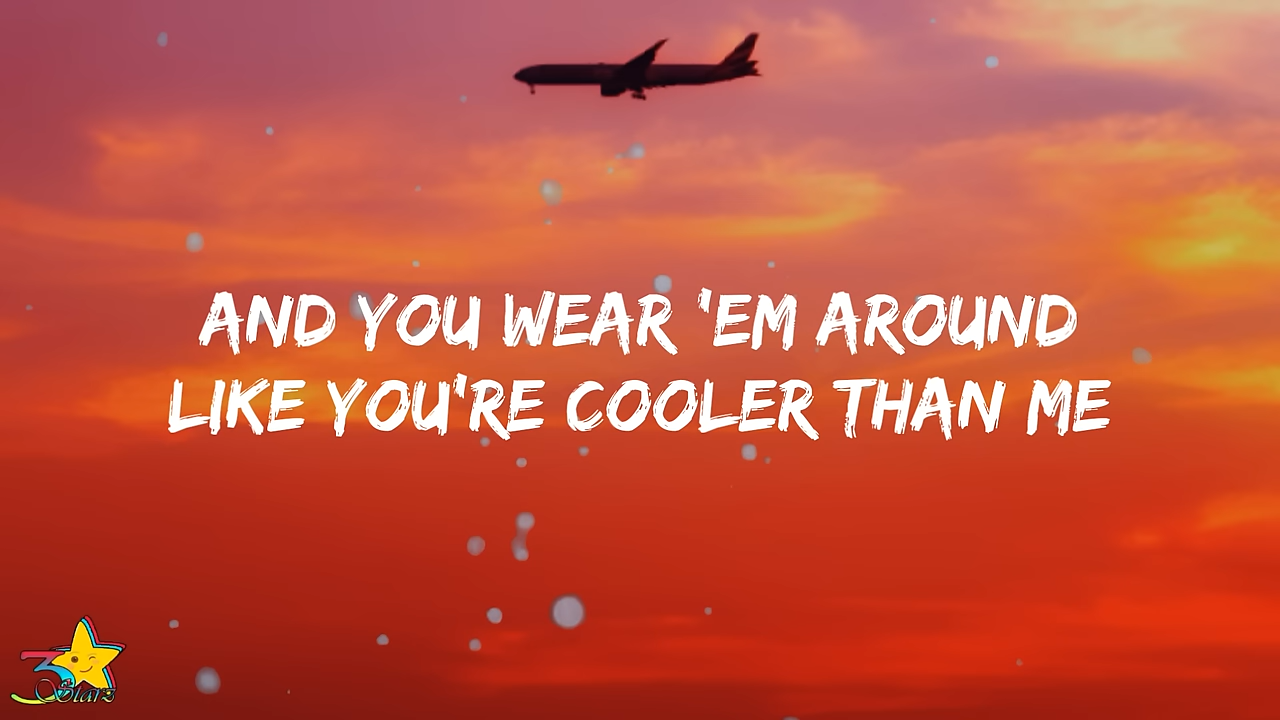 AND YOU WEAR 'EM AROUND
LIKE YOU'RE COOLER THAN ME
3
Starz